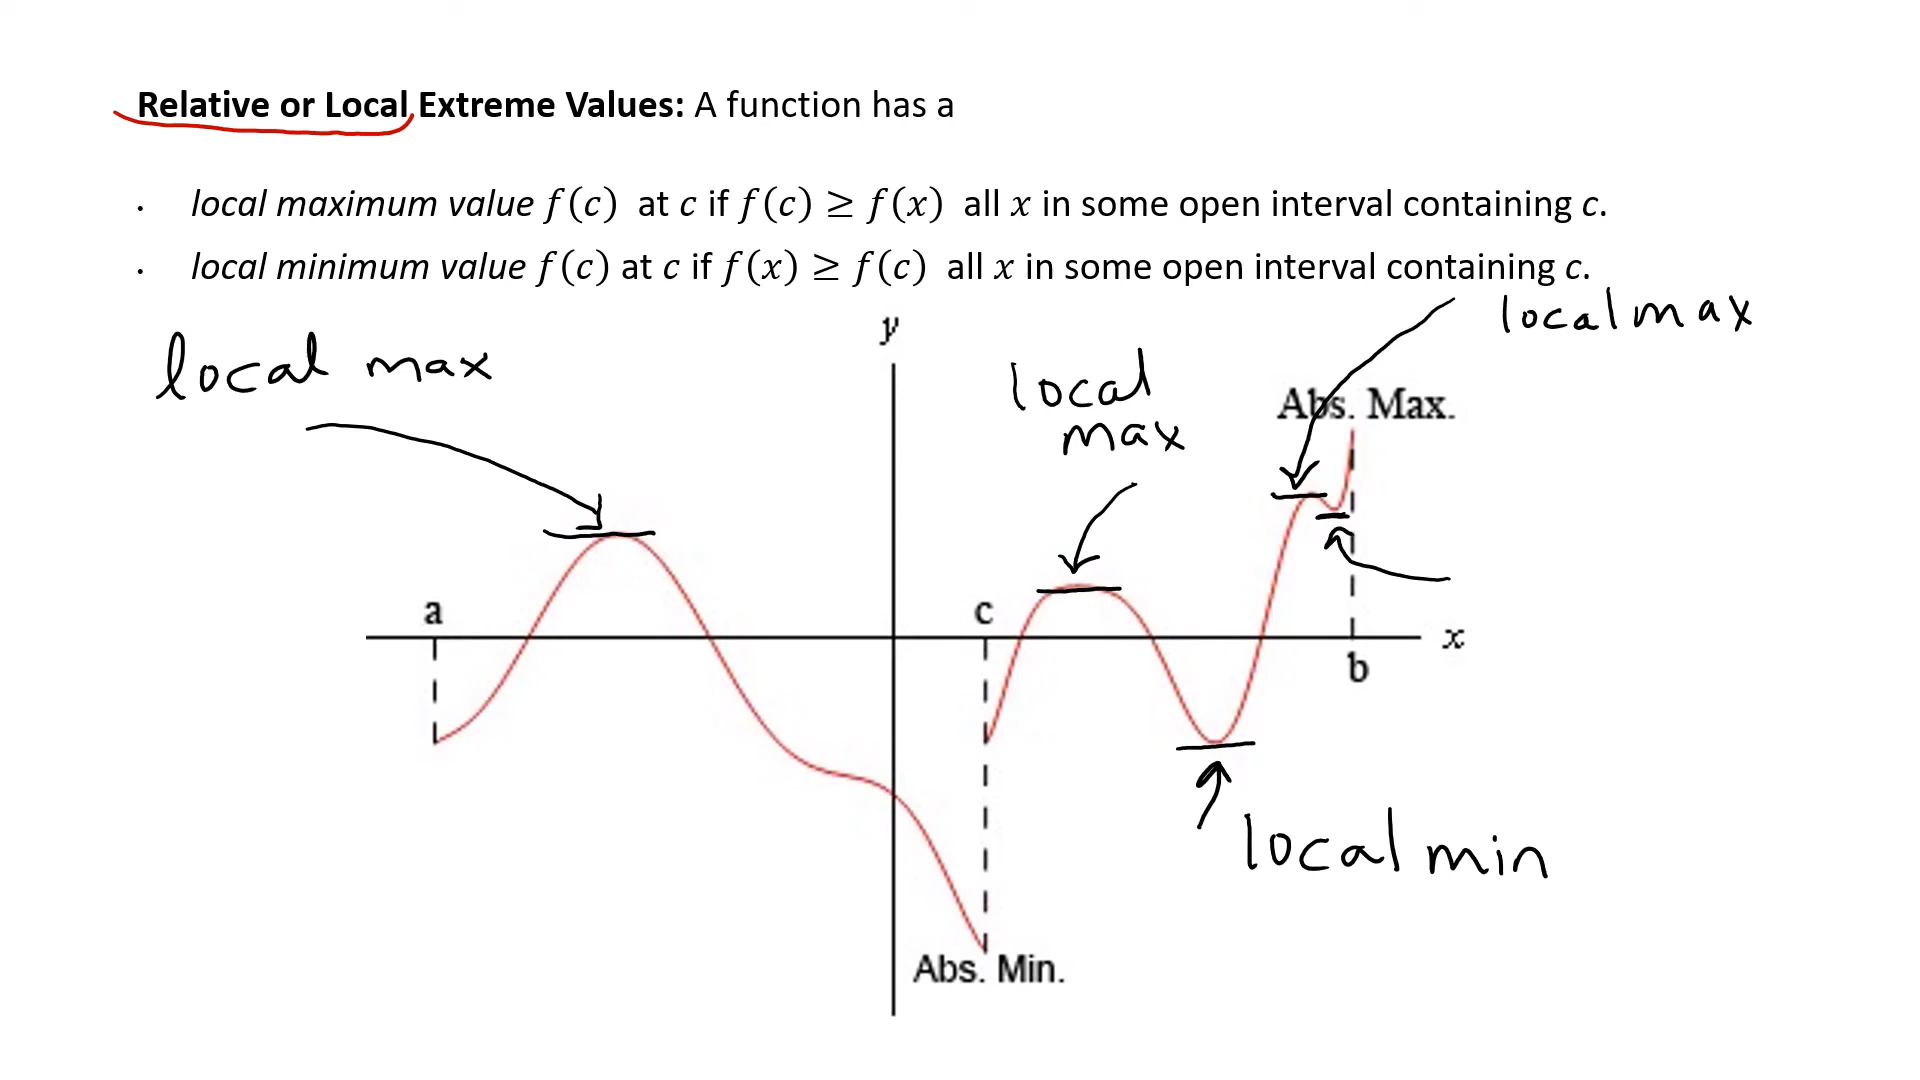 Relative or Local Extreme Values: A function has a
· local maximum value f(c) at c if f(c) ≥ f(x) all x in some open interval containing c.
· local minimum value f(c) at c if f(x) ≥ f(c) all x in some open interval containing c.
local max
y
local
max
local max
Abs. Max.
a
c
x
b
local min
Abs. Min.